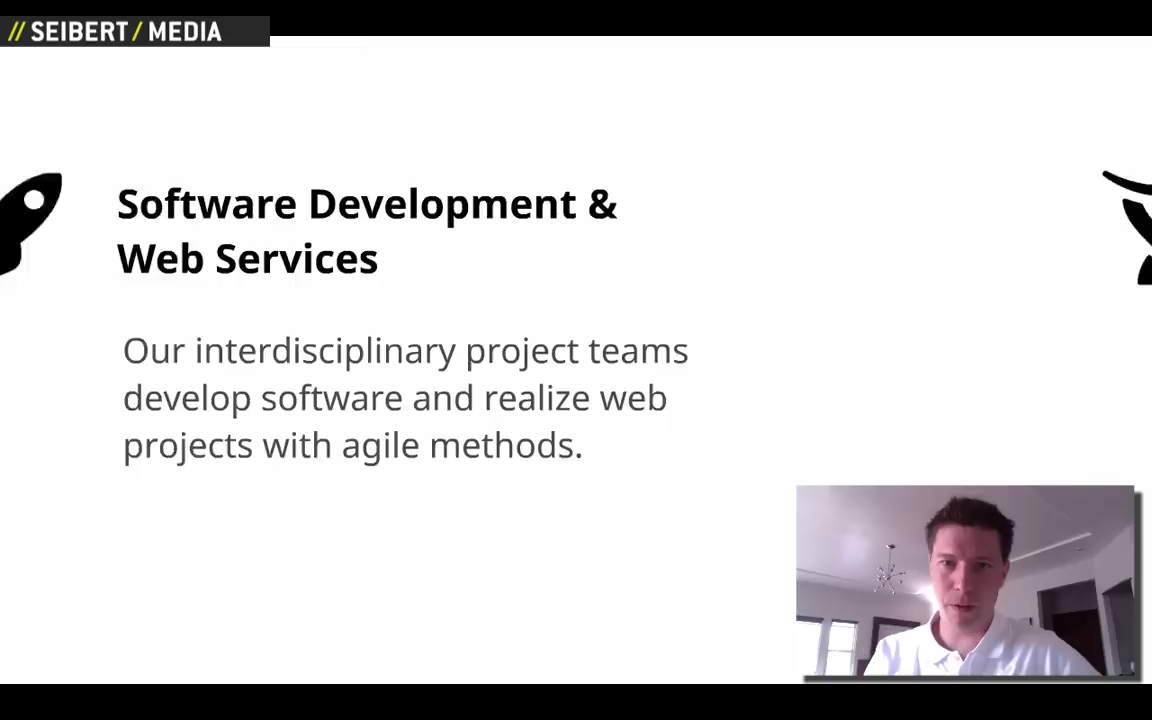 // SEIBERT / MEDIA
Software Development &
Web Services
Our interdisciplinary project teams
develop software and realize web
projects with agile methods.